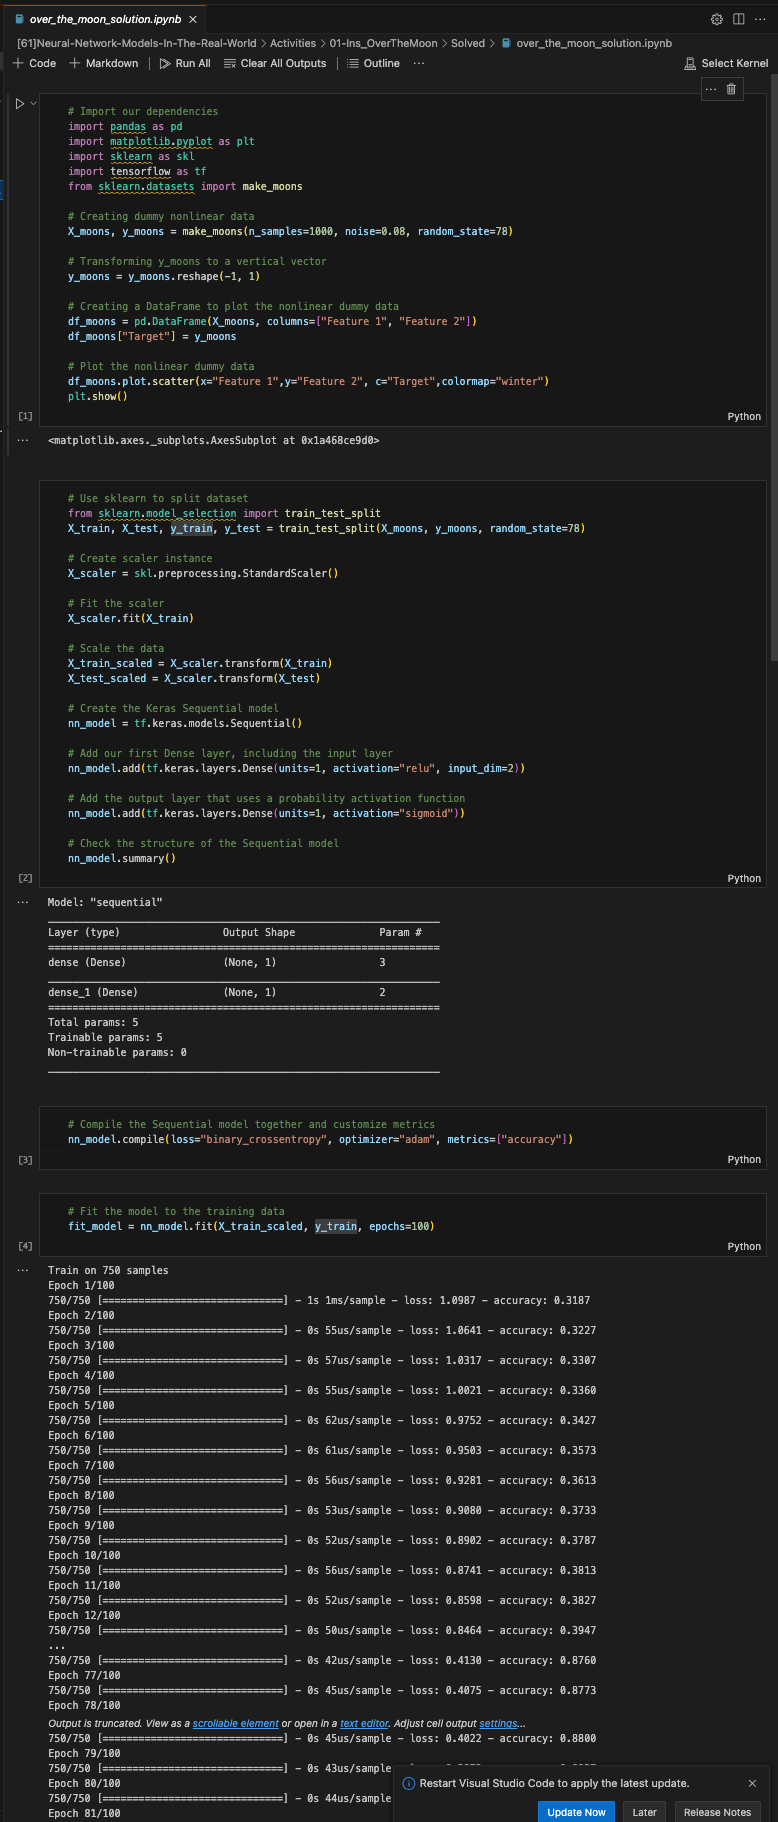 over_the_moon_solution.ipynb
[61]Neural-Network-Models-In-The-Real-World > Activities > 01-Ins_OverTheMoon > Solved > over_the_moon_solution.ipynb
+ Code + Markdown | Run All Clear All Outputs | Outline ... Select Kernel
# Import our dependencies
import pandas as pd
import matplotlib.pyplot as plt
import sklearn as skl
import tensorflow as tf
from sklearn.datasets import make_moons
# Creating dummy nonlinear data
X_moons, y_moons = make_moons(n_samples=1000, noise=0.08, random_state=78)
# Transforming y_moons to a vertical vector
y_moons = y_moons.reshape(-1, 1)
# Creating a DataFrame to plot the nonlinear dummy data
df_moons = pd.DataFrame(X_moons, columns=["Feature 1", "Feature 2"])
df_moons["Target"] = y_moons
# Plot the nonlinear dummy data
df_moons.plot.scatter(x="Feature 1",y="Feature 2", c="Target",colormap="winter")
plt.show()
[1] Python
... <matplotlib.axes._subplots.AxesSubplot at 0x1a468ce9d0>
# Use sklearn to split dataset
from sklearn.model_selection import train_test_split
X_train, X_test, y_train, y_test = train_test_split(X_moons, y_moons, random_state=78)
# Create scaler instance
X_scaler = skl.preprocessing.StandardScaler()
# Fit the scaler
X_scaler.fit(X_train)
# Scale the data
X_train_scaled = X_scaler.transform(X_train)
X_test_scaled = X_scaler.transform(X_test)
# Create the Keras Sequential model
nn_model = tf.keras.models.Sequential()
# Add our first Dense layer, including the input layer
nn_model.add(tf.keras.layers.Dense(units=1, activation="relu", input_dim=2))
# Add the output layer that uses a probability activation function
nn_model.add(tf.keras.layers.Dense(units=1, activation="sigmoid"))
# Check the structure of the Sequential model
nn_model.summary()
[2] Python
... Model: "sequential"
Layer (type) Output Shape Param #
=================================================================
dense (Dense) (None, 1) 3
dense_1 (Dense) (None, 1) 2
=================================================================
Total params: 5
Trainable params: 5
Non-trainable params: 0
# Compile the Sequential model together and customize metrics
nn_model.compile(loss="binary_crossentropy", optimizer="adam", metrics=["accuracy"])
[3] Python
# Fit the model to the training data
fit_model = nn_model.fit(X_train_scaled, y_train, epochs=100)
[4] Python
... Train on 750 samples
Epoch 1/100
750/750 [==============================] - 1s 1ms/sample - loss: 1.0987 - accuracy: 0.3187
Epoch 2/100
750/750 [==============================] - 0s 55us/sample - loss: 1.0641 - accuracy: 0.3227
Epoch 3/100
750/750 [==============================] - 0s 57us/sample - loss: 1.0317 - accuracy: 0.3307
Epoch 4/100
750/750 [==============================] - 0s 55us/sample - loss: 1.0021 - accuracy: 0.3360
Epoch 5/100
750/750 [==============================] - 0s 62us/sample - loss: 0.9752 - accuracy: 0.3427
Epoch 6/100
750/750 [==============================] - 0s 61us/sample - loss: 0.9503 - accuracy: 0.3573
Epoch 7/100
750/750 [==============================] - 0s 56us/sample - loss: 0.9281 - accuracy: 0.3613
Epoch 8/100
750/750 [==============================] - 0s 53us/sample - loss: 0.9080 - accuracy: 0.3733
Epoch 9/100
750/750 [==============================] - 0s 52us/sample - loss: 0.8902 - accuracy: 0.3787
Epoch 10/100
750/750 [==============================] - 0s 56us/sample - loss: 0.8741 - accuracy: 0.3813
Epoch 11/100
750/750 [==============================] - 0s 52us/sample - loss: 0.8598 - accuracy: 0.3827
Epoch 12/100
750/750 [==============================] - 0s 50us/sample - loss: 0.8464 - accuracy: 0.3947
...
750/750 [==============================] - 0s 42us/sample - loss: 0.4130 - accuracy: 0.8760
Epoch 77/100
750/750 [==============================] - 0s 45us/sample - loss: 0.4075 - accuracy: 0.8773
Epoch 78/100
Output is truncated. View as a scrollable element or open in a text editor. Adjust cell output settings...
750/750 [==============================] - 0s 45us/sample - loss: 0.4022 - accuracy: 0.8800
Epoch 79/100
750/750 [==============================] - 0s 43us/sample
Epoch 80/100
750/750 [==============================] - 0s 44us/sample
Epoch 81/100
Restart Visual Studio Code to apply the latest update.
Update Now Later Release Notes